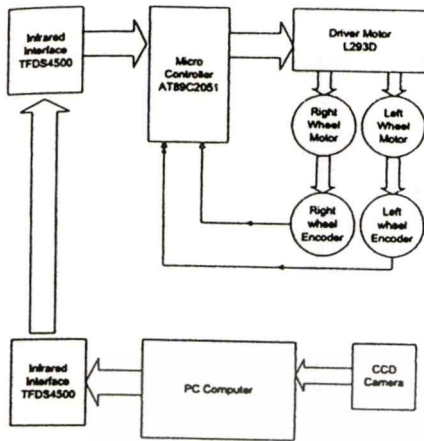 Infrared
Interface
TFDS4500
Micro
Controller
AT89C2051
Driver Motor
L293D
Right
Wheel
Motor
Left
Wheel
Motor
Right
wheel
Encoder
Left
wheel
Encoder
Infrared
Interface
TFDS4500
PC Computer
CCD
Camera